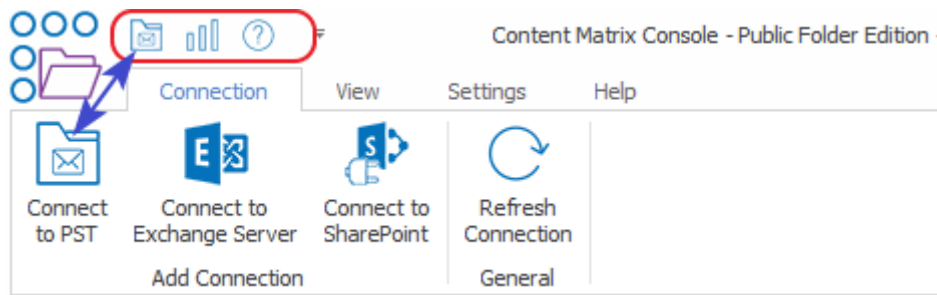 Content Matrix Console - Public Folder Edition -
Connection View Settings Help
Connect to PST
Connect to Exchange Server
Connect to SharePoint
Refresh Connection
Add Connection General